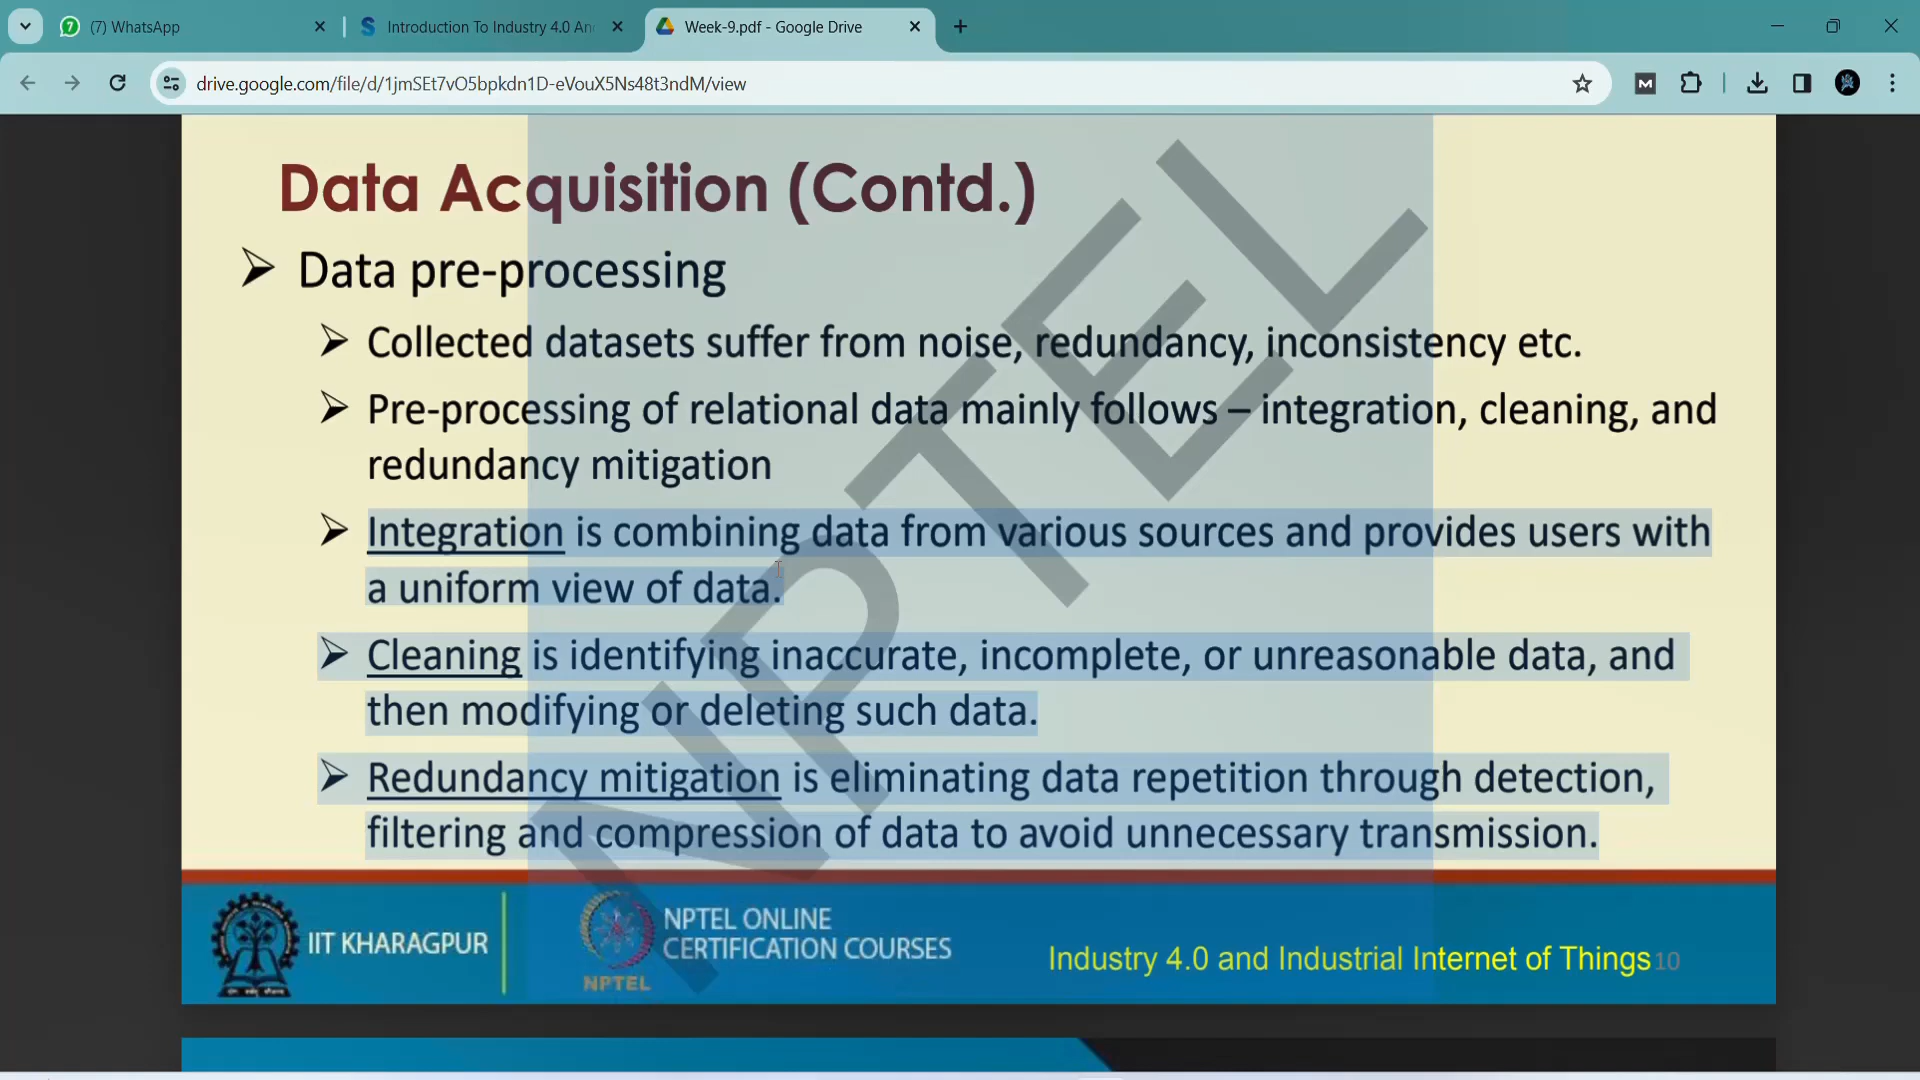 (7) WhatsApp
Introduction To Industry 4.0 An
Week-9.pdf - Google Drive
drive.google.com/file/d/1jmSEt7vO5bpkdn1D-eVouX5Ns48t3ndM/view
Data Acquisition (Contd.)
Data pre-processing
Collected datasets suffer from noise, redundancy, inconsistency etc.
Pre-processing of relational data mainly follows – integration, cleaning, and
redundancy mitigation
Integration is combining data from various sources and provides users with
a uniform view of data.
Cleaning is identifying inaccurate, incomplete, or unreasonable data, and
then modifying or deleting such data.
Redundancy mitigation is eliminating data repetition through detection,
filtering and compression of data to avoid unnecessary transmission.
NPTEL
IIT KHARAGPUR
NPTEL
NPTEL ONLINE
CERTIFICATION COURSES
Industry 4.0 and Industrial Internet of Things 10